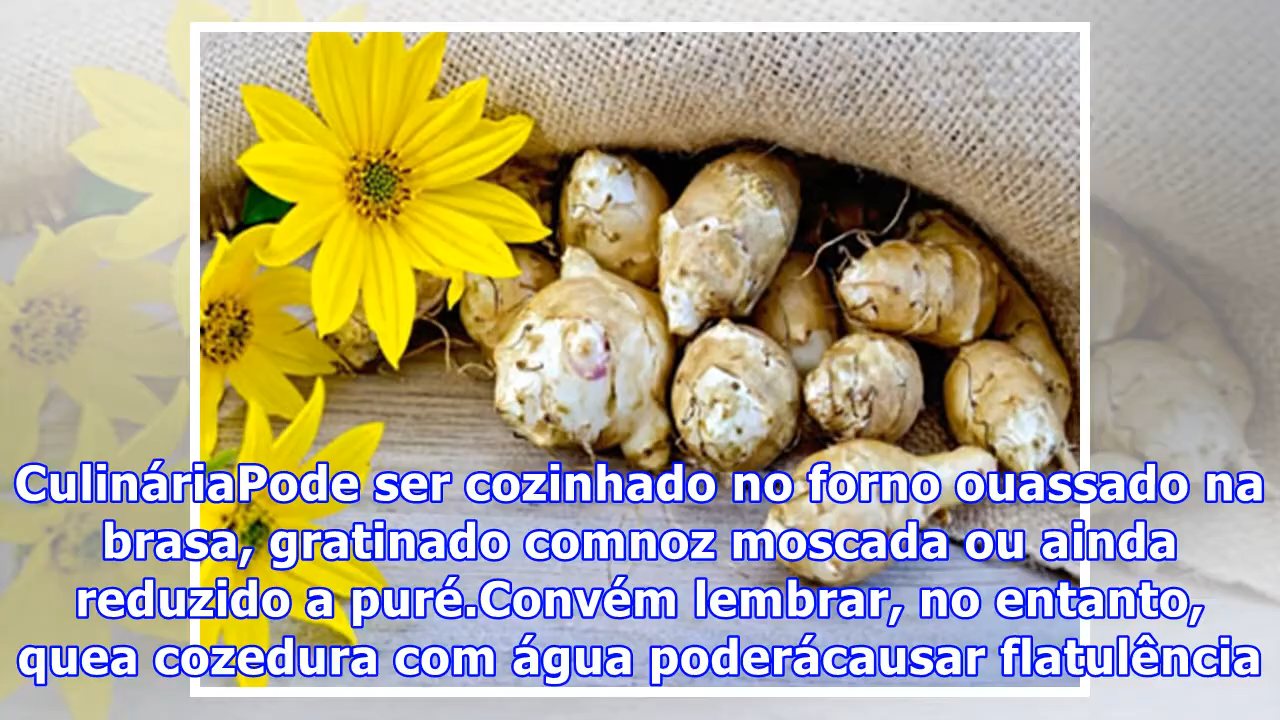 CulináriaPode ser cozinhado no forno ouassado na
brasa, gratinado comnoz moscada ou ainda
reduzido a puré.Convém lembrar, no entanto,
quea cozedura com água poderácausar flatulência